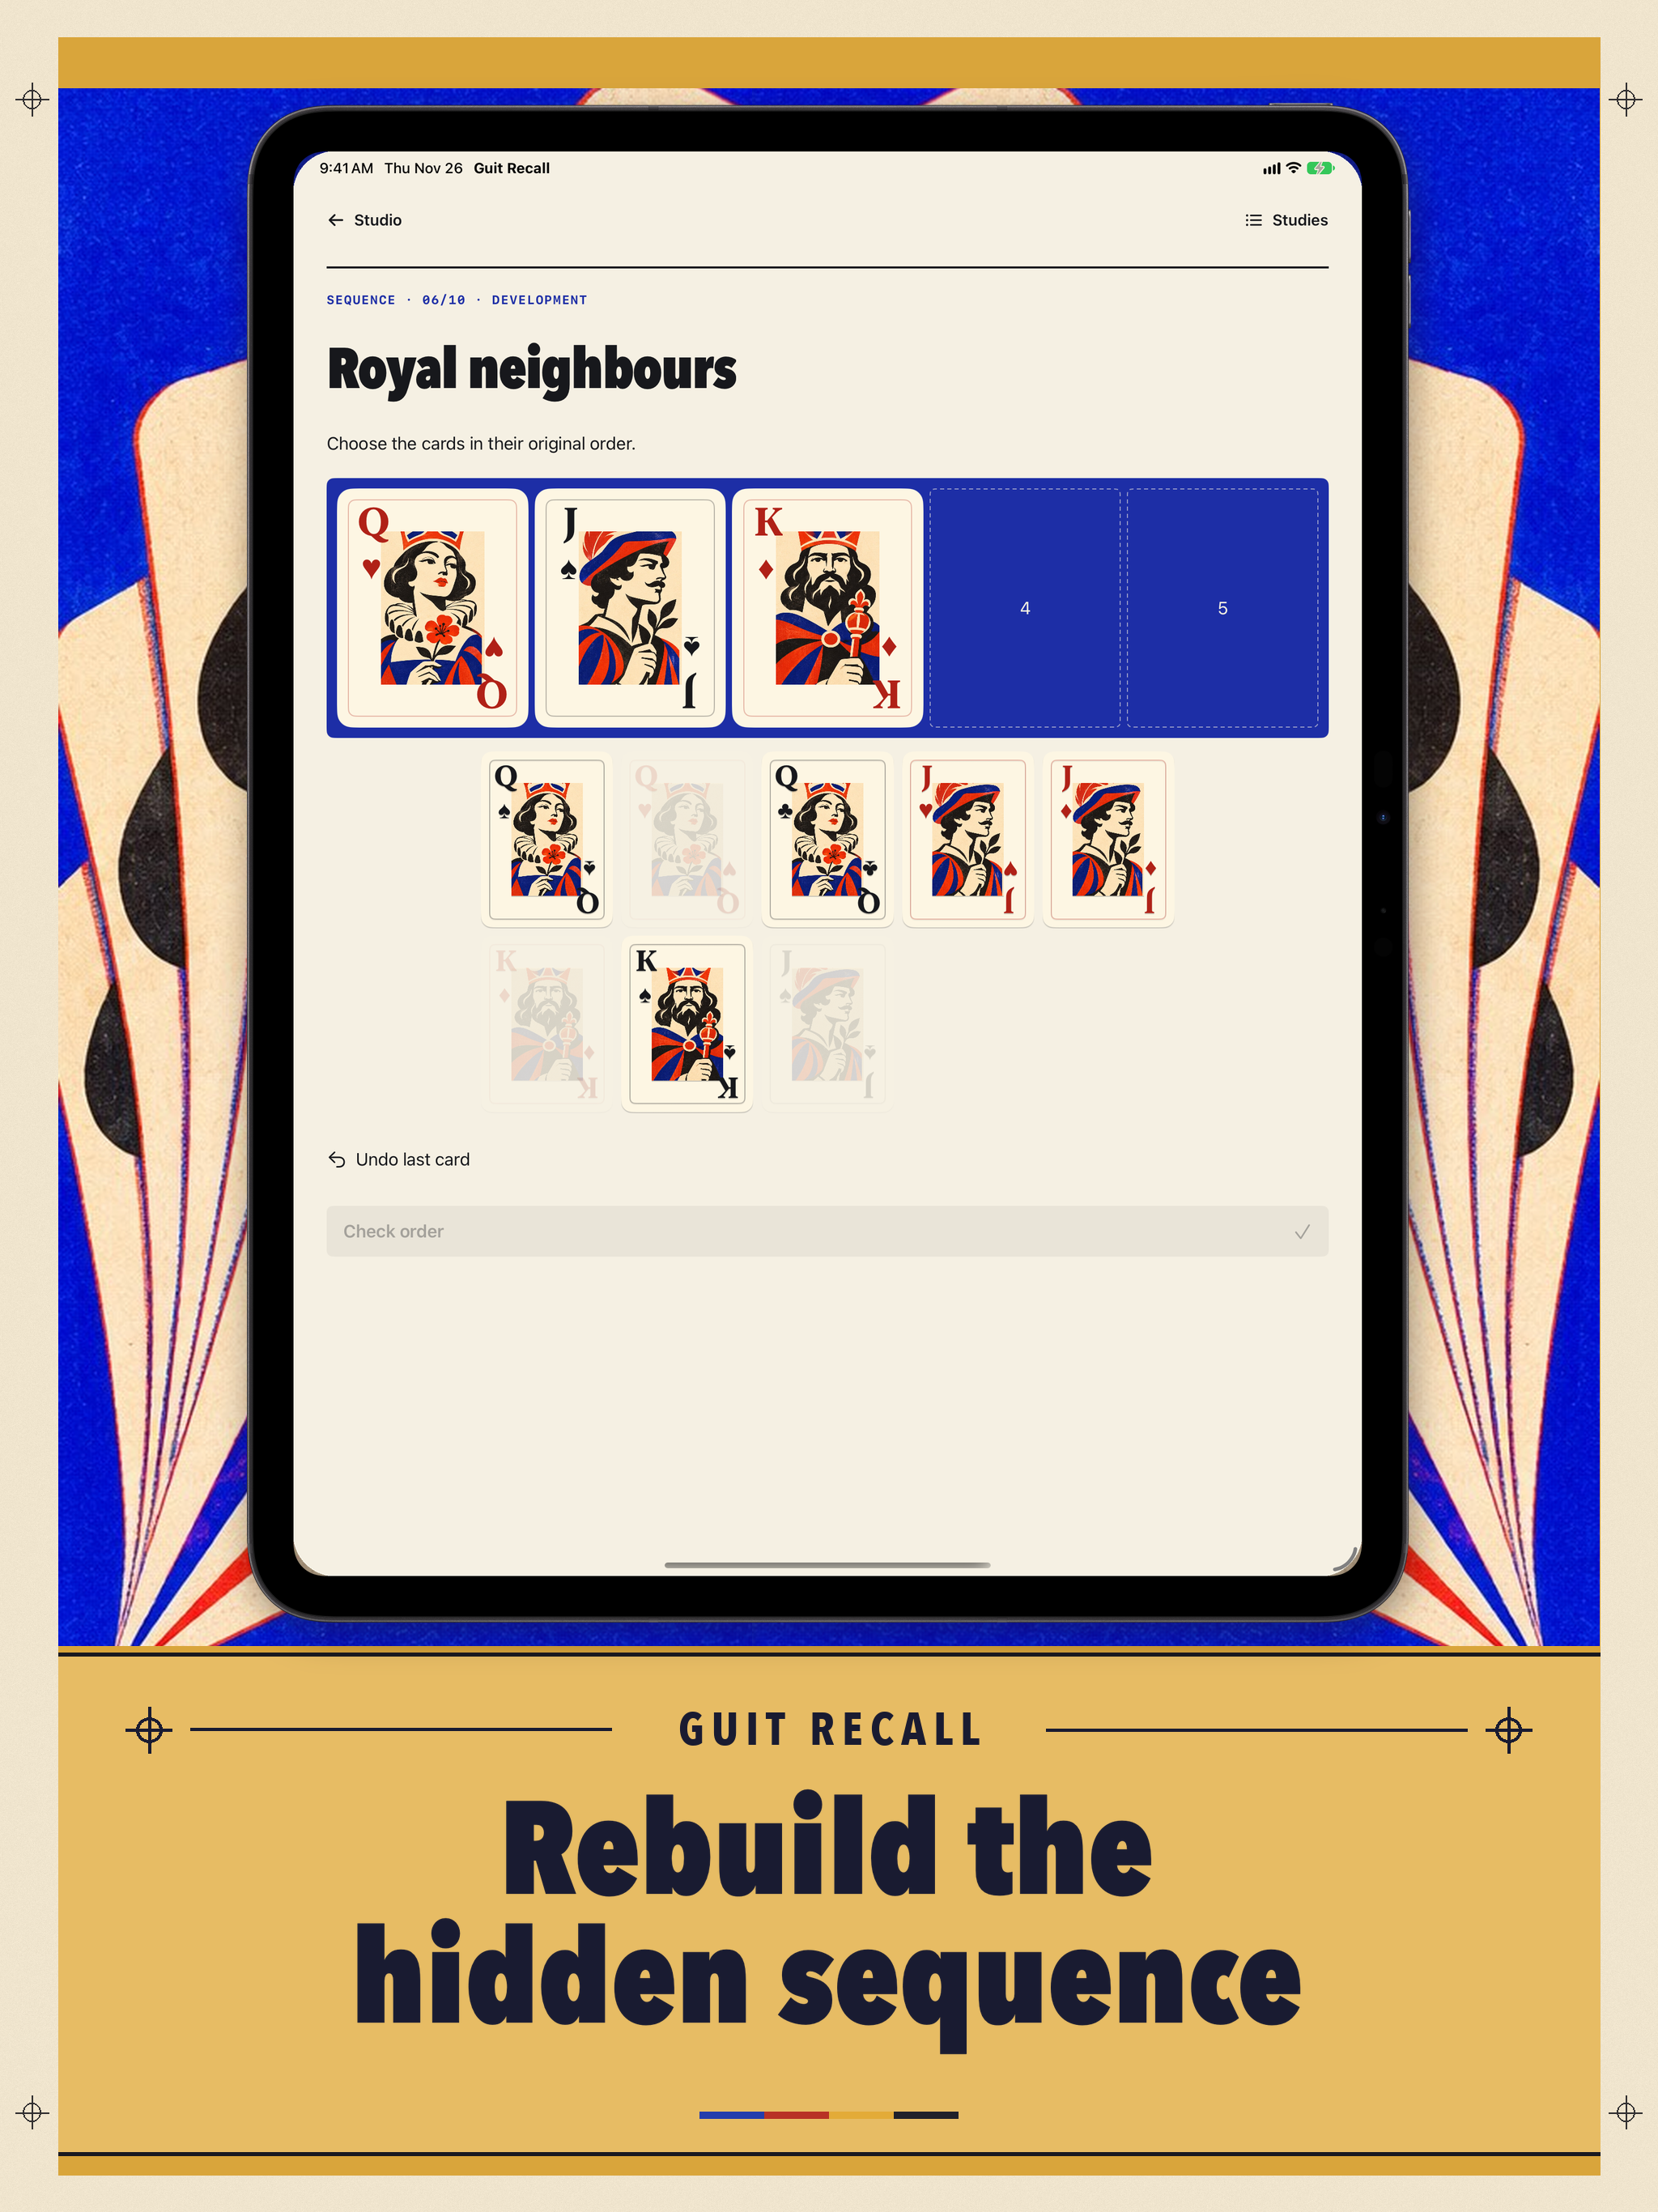 9:41 AM Thu Nov 26 Guit Recall
Studio
Studies
SEQUENCE · 06/10 · DEVELOPMENT
Royal neighbours
Choose the cards in their original order.
Q J K
4 5
Q J K
Q Q Q J J
Q Q Q J J
K K J
K K J
Undo last card
Check order
GUIT RECALL
Rebuild the
hidden sequence